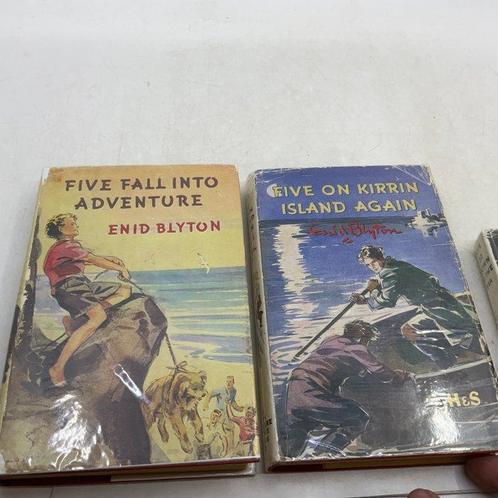 FIVE FALL INTO
ADVENTURE
ENID BLYTON
FIVE ON KIRRIN
ISLAND AGAIN
Enid Blyton
H&S